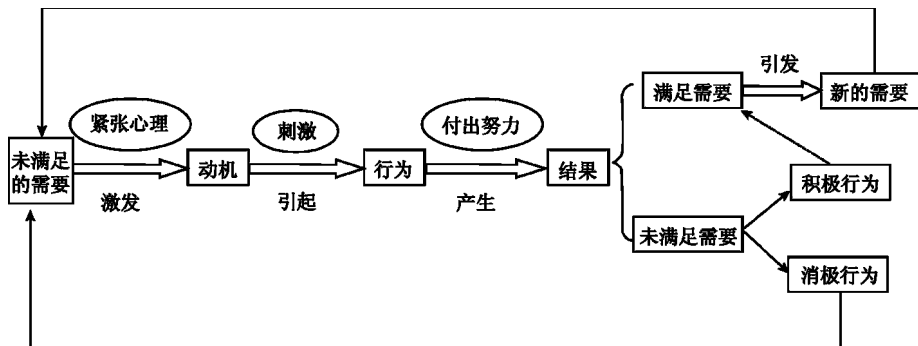 引发
满足需要
新的需要
紧张心理
刺激
付出努力
未满足
的需要
动机
行为
结果
积极行为
激发
引起
产生
未满足需要
消极行为